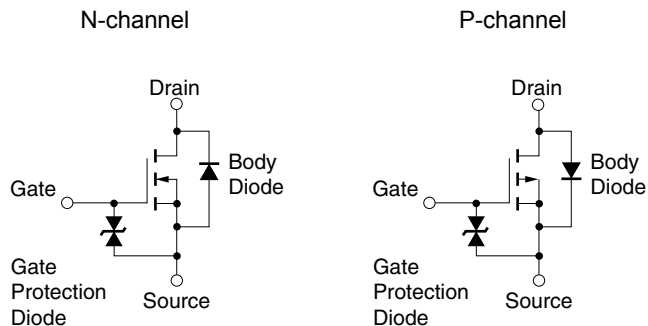 N-channel
Drain
Body
Diode
Gate
Gate
Protection
Diode
Source
P-channel
Drain
Body
Diode
Gate
Gate
Protection
Diode
Source